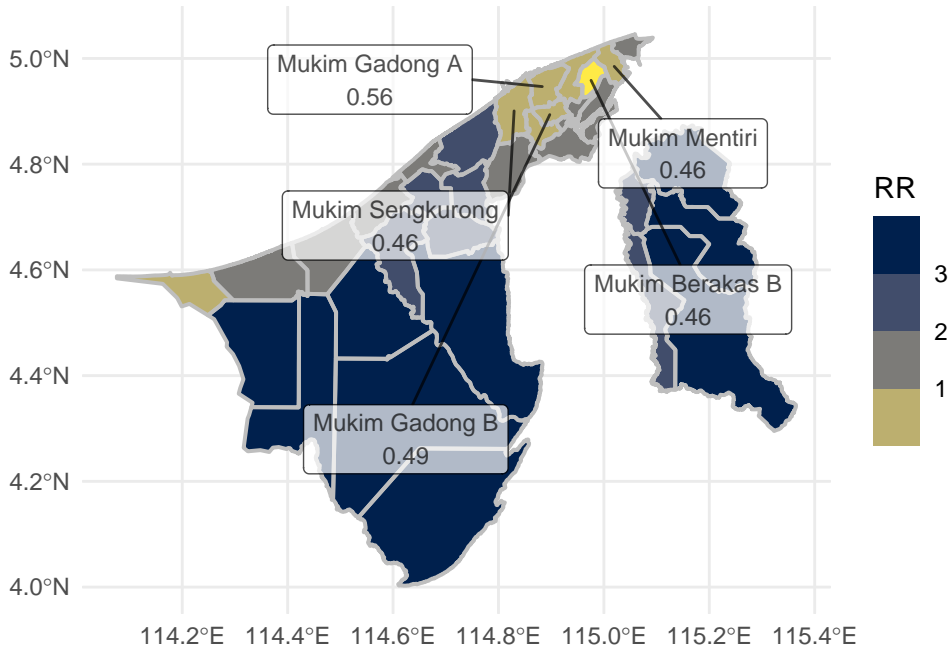 5.0°N
4.8°N
4.6°N
4.4°N
4.2°N
4.0°N
Mukim Gadong A
0.56
Mukim Mentiri
0.46
Mukim Sengkurong
0.46
Mukim Berakas B
0.46
Mukim Gadong B
0.49
RR
3
2
1
114.2°E
114.4°E
114.6°E
114.8°E
115.0°E
115.2°E
115.4°E